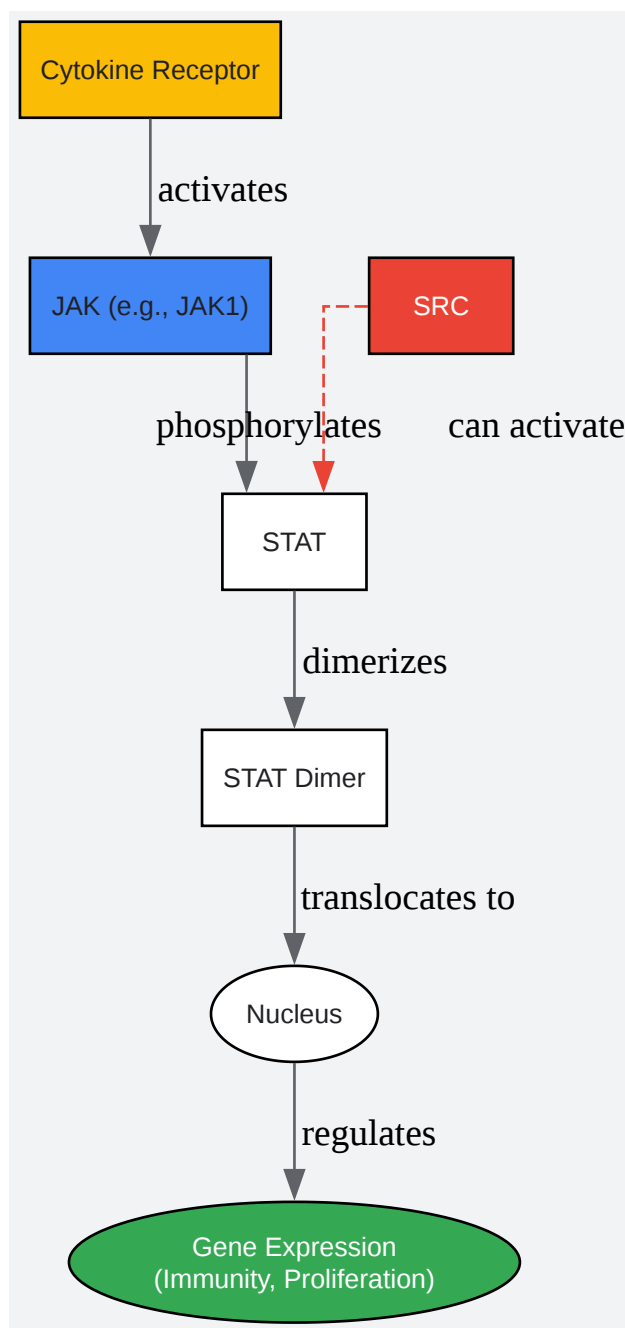 Cytokine Receptor
activates
JAK (e.g., JAK1)
SRC
phosphorylates
can activate
STAT
dimerizes
STAT Dimer
translocates to
Nucleus
regulates
Gene Expression
(Immunity, Proliferation)